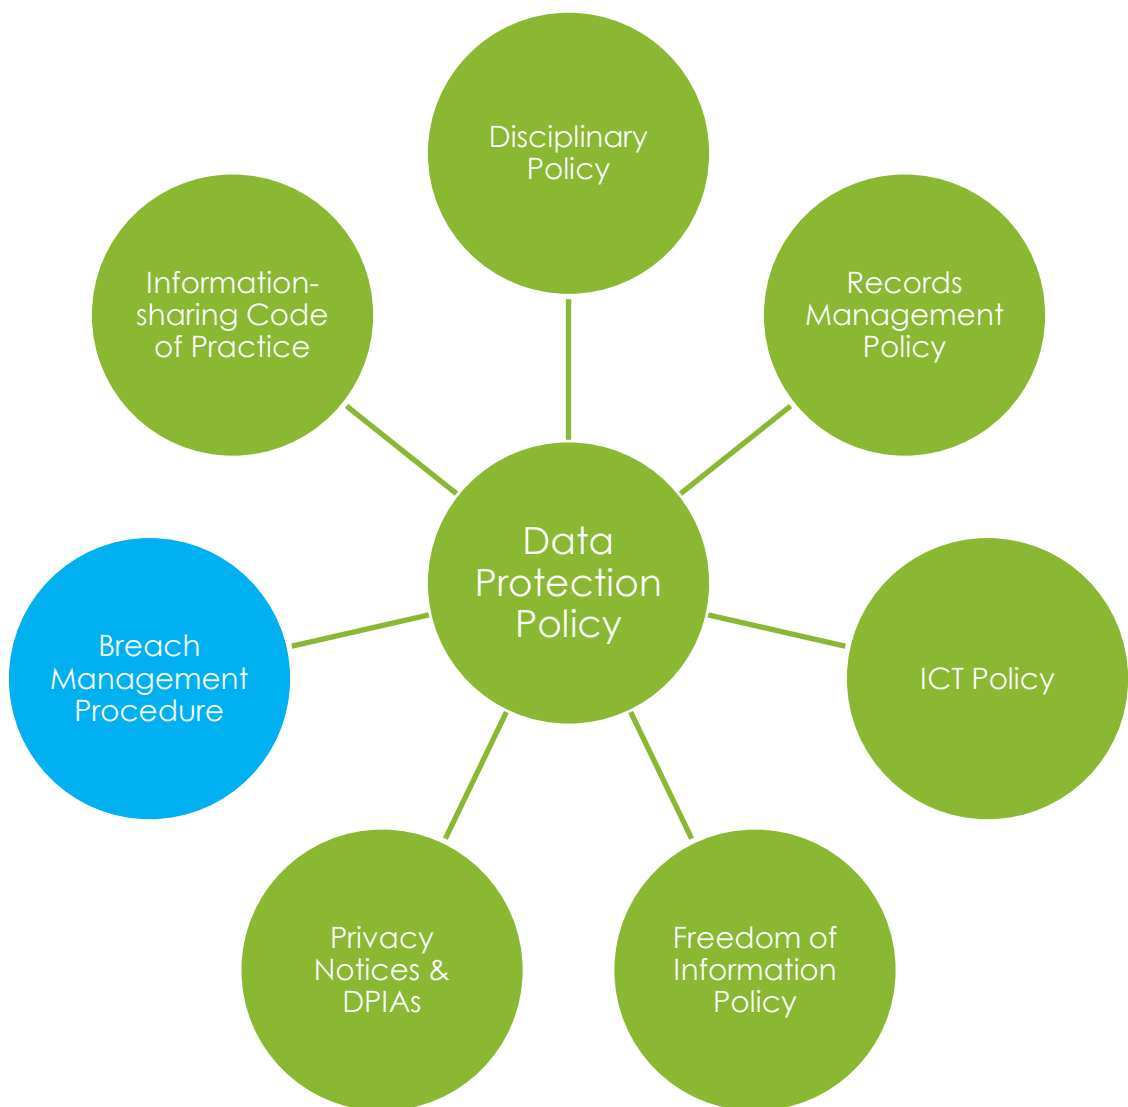 Disciplinary
Policy
Information-
sharing Code
of Practice
Records
Management
Policy
Data
Protection
Policy
Breach
Management
Procedure
ICT Policy
Privacy
Notices &
DPIAs
Freedom of
Information
Policy